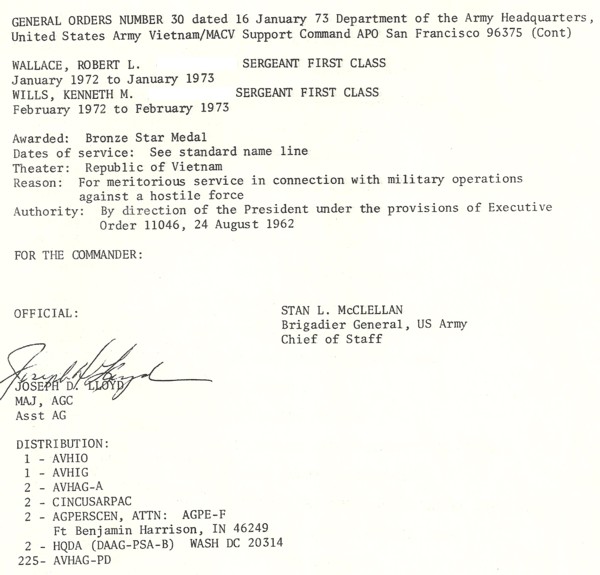 GENERAL ORDERS NUMBER 30 dated 16 January 73 Department of the Army Headquarters,
United States Army Vietnam/MACV Support Command APO San Francisco 96375 (Cont)
WALLACE, ROBERT L. SERGEANT FIRST CLASS
January 1972 to January 1973
WILLS, KENNETH M. SERGEANT FIRST CLASS
February 1972 to February 1973
Awarded: Bronze Star Medal
Dates of service: See standard name line
Theater: Republic of Vietnam
Reason: For meritorious service in connection with military operations
against a hostile force
Authority: By direction of the President under the provisions of Executive
Order 11046, 24 August 1962
FOR THE COMMANDER:
OFFICIAL:
STAN L. McCLELLAN
Brigadier General, US Army
Chief of Staff
Joseph D. Lloyd
JOSEPH D. LLOYD
MAJ, AGC
Asst AG
DISTRIBUTION:
1 - AVHIO
1 - AVHIG
2 - AVHAG-A
2 - CINCUSARPAC
2 - AGPERSCEN, ATTN: AGPE-F
Ft Benjamin Harrison, IN 46249
2 - HQDA (DAAG-PSA-B) WASH DC 20314
225- AVHAG-PD